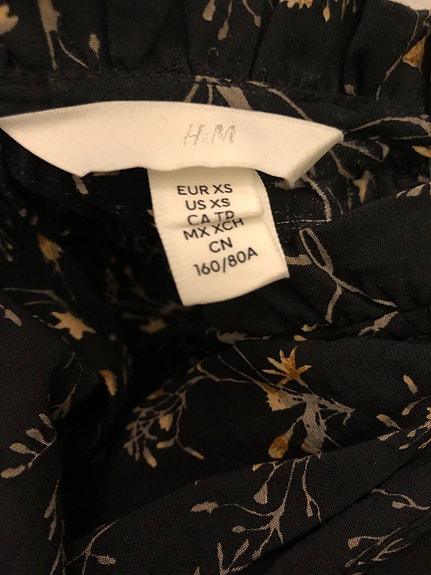 H&M
EUR XS
US XS
CA TP
MX XCH
CN
160/80A